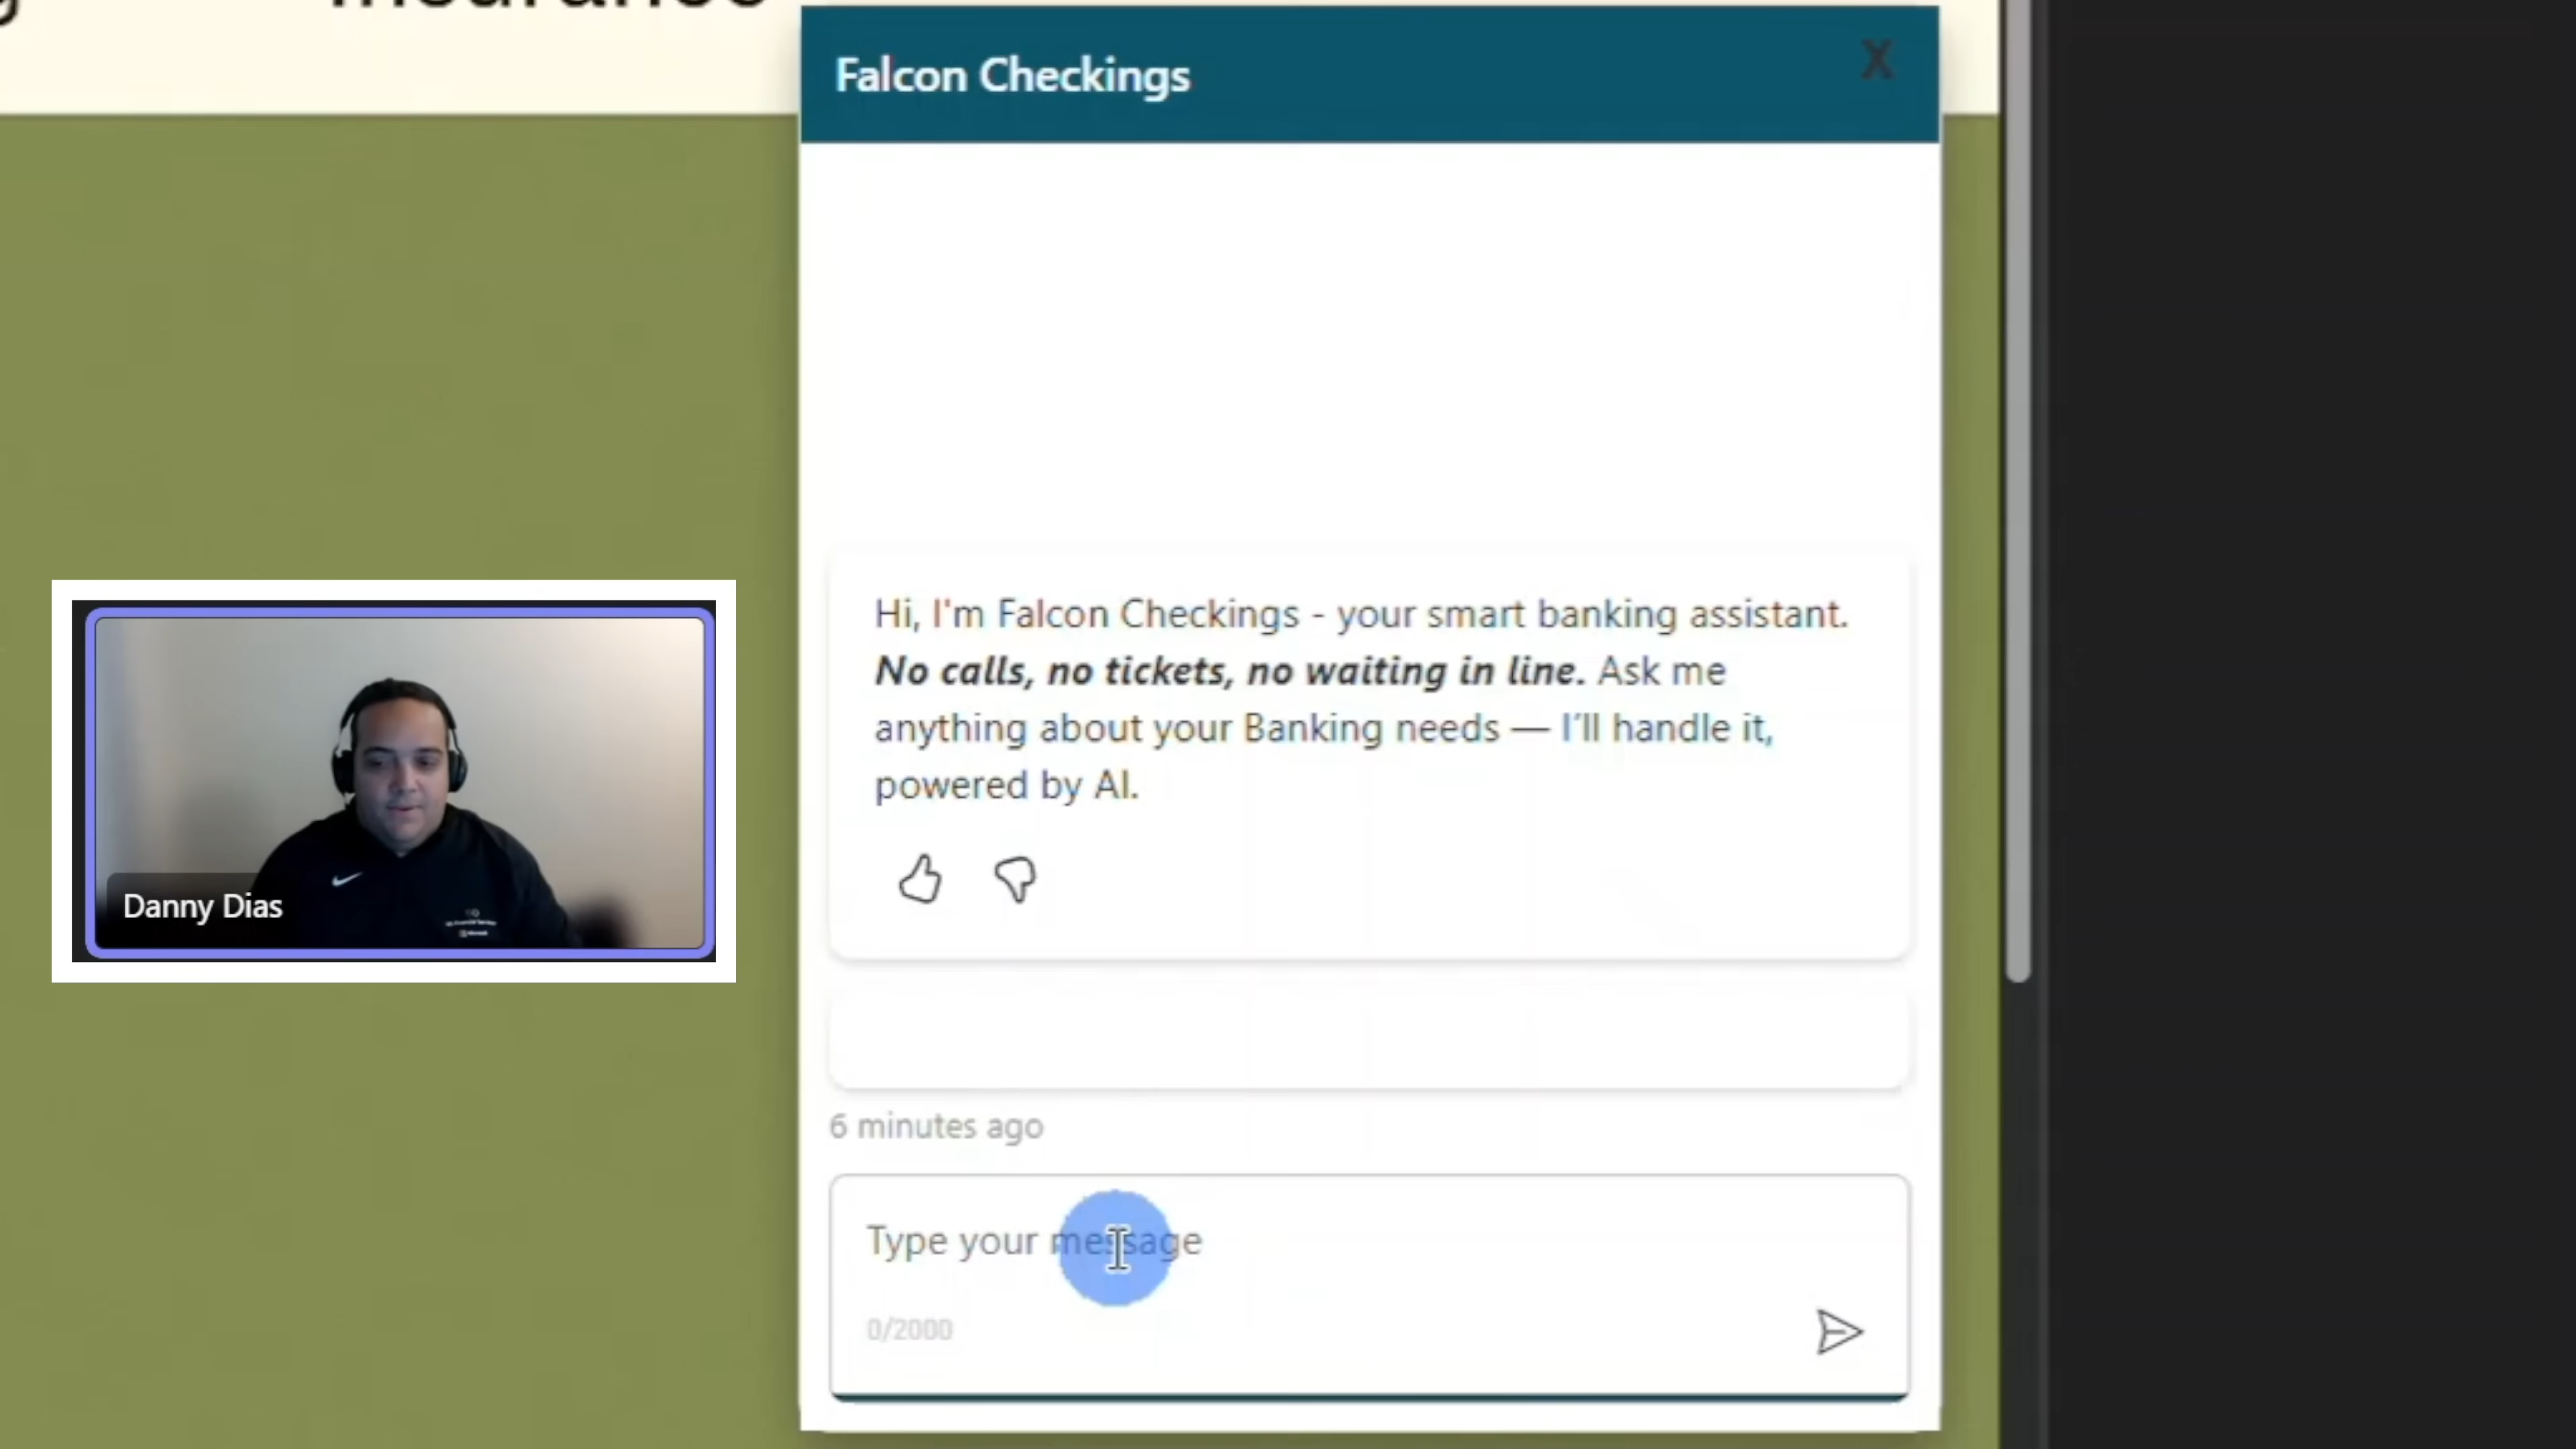 Falcon Checkings
X
Hi, I'm Falcon Checkings - your smart banking assistant.
No calls, no tickets, no waiting in line. Ask me
anything about your Banking needs — I'll handle it,
powered by AI.
Danny Dias
6 minutes ago
Type your message
0/2000